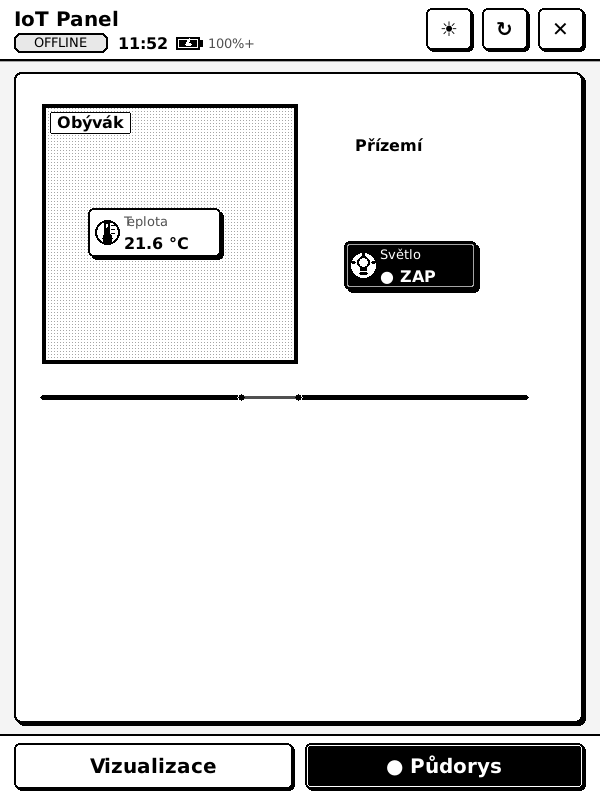 IoT Panel
OFFLINE 11:52 100%+
☀ ↻ ✕
Obývák
Přízemí
Teplota
21.6 °C
Světlo
● ZAP
Vizualizace
● Půdorys